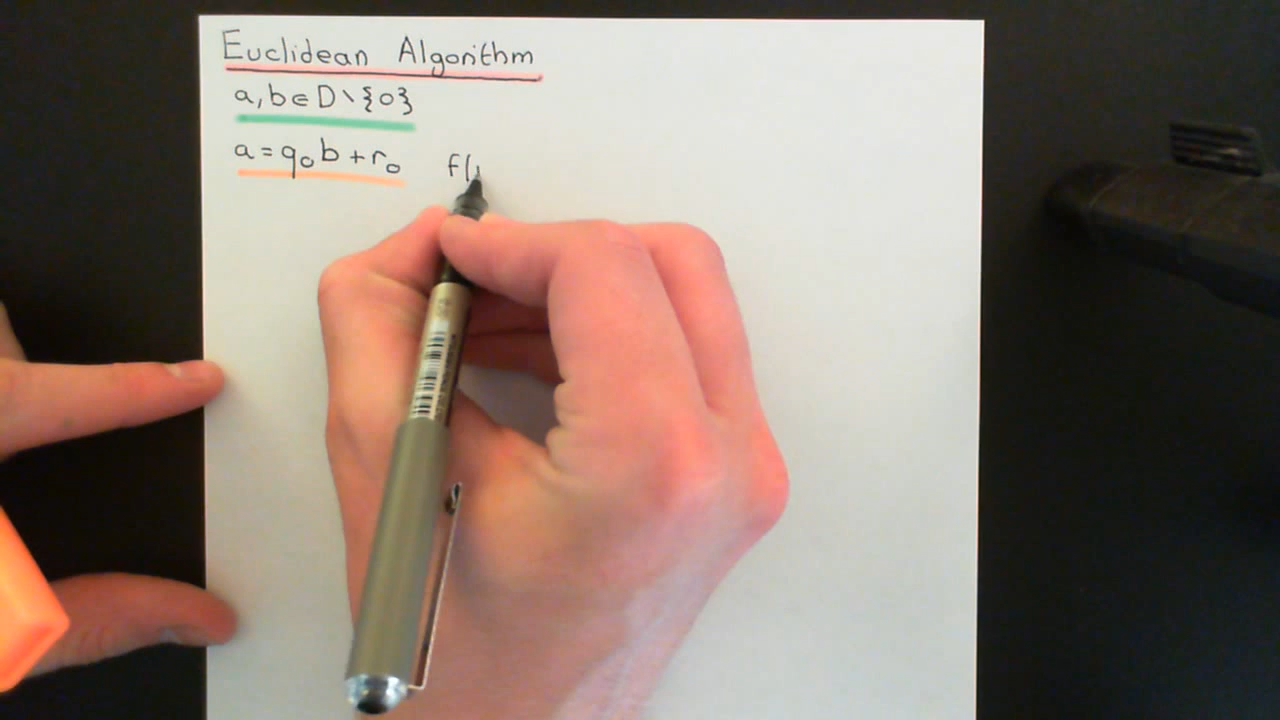 Euclidean Algorithm
a, b ∈ D \ {0}
a = q₀b + r₀ f(